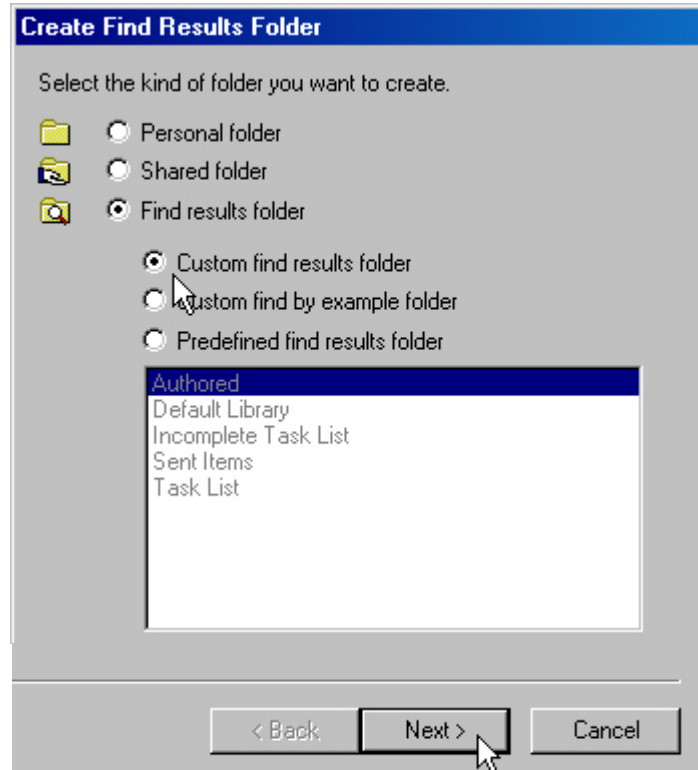 Create Find Results Folder
Select the kind of folder you want to create.
Personal folder
Shared folder
Find results folder
Custom find results folder
Custom find by example folder
Predefined find results folder
Authored
Default Library
Incomplete Task List
Sent Items
Task List
< Back
Next >
Cancel